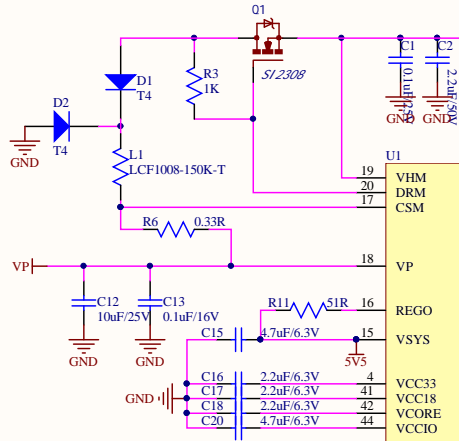 Q1
SI2308
R3
1K
C1
0.1uF/25V
GND
C2
2.2uF/50V
GND
D1
T4
D2
T4
GND
L1
LCF1008-150K-T
U1
19 VHM
20 DRM
17 CSM
R6 0.33R
VP
18 VP
C12
10uF/25V
GND
C13
0.1uF/16V
GND
R11 51R
16 REGO
C15 4.7uF/6.3V
15 VSYS
5V5
GND
C16 2.2uF/6.3V 4 VCC33
C17 2.2uF/6.3V 41 VCC18
C18 2.2uF/6.3V 42 VCORE
C20 4.7uF/6.3V 44 VCCIO